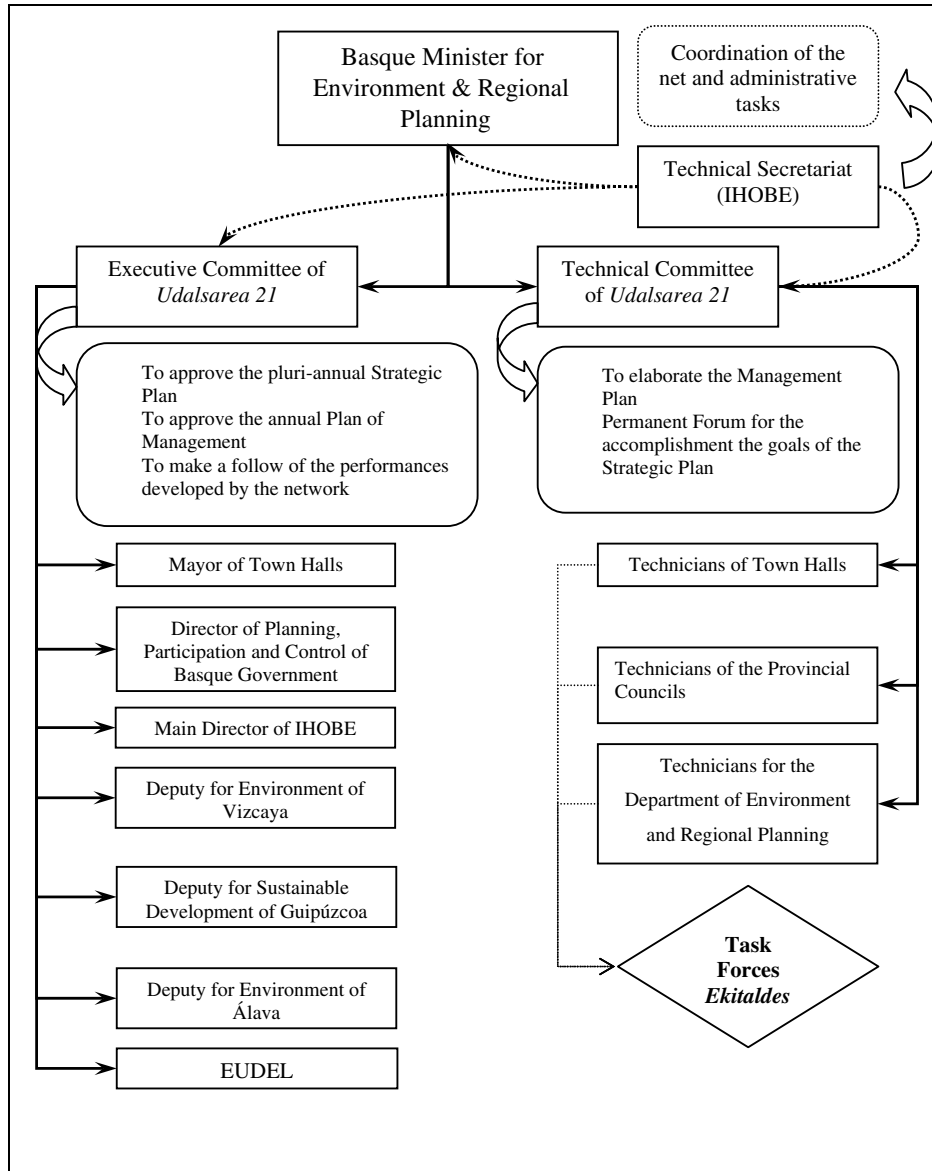 Basque Minister for
Environment & Regional
Planning
Coordination of the
net and administrative
tasks
Technical Secretariat
(IHOBE)
Executive Committee of
Udalsarea 21
Technical Committee
of Udalsarea 21
To approve the pluri-annual Strategic
Plan
To approve the annual Plan of
Management
To make a follow of the performances
developed by the network
To elaborate the Management
Plan
Permanent Forum for the
accomplishment the goals of the
Strategic Plan
Mayor of Town Halls
Director of Planning,
Participation and Control of
Basque Government
Main Director of IHOBE
Deputy for Environment of
Vizcaya
Deputy for Sustainable
Development of Guipúzcoa
Deputy for Environment of
Álava
EUDEL
Technicians of Town Halls
Technicians of the Provincial
Councils
Technicians for the
Department of Environment
and Regional Planning
Task
Forces
Ekitaldes